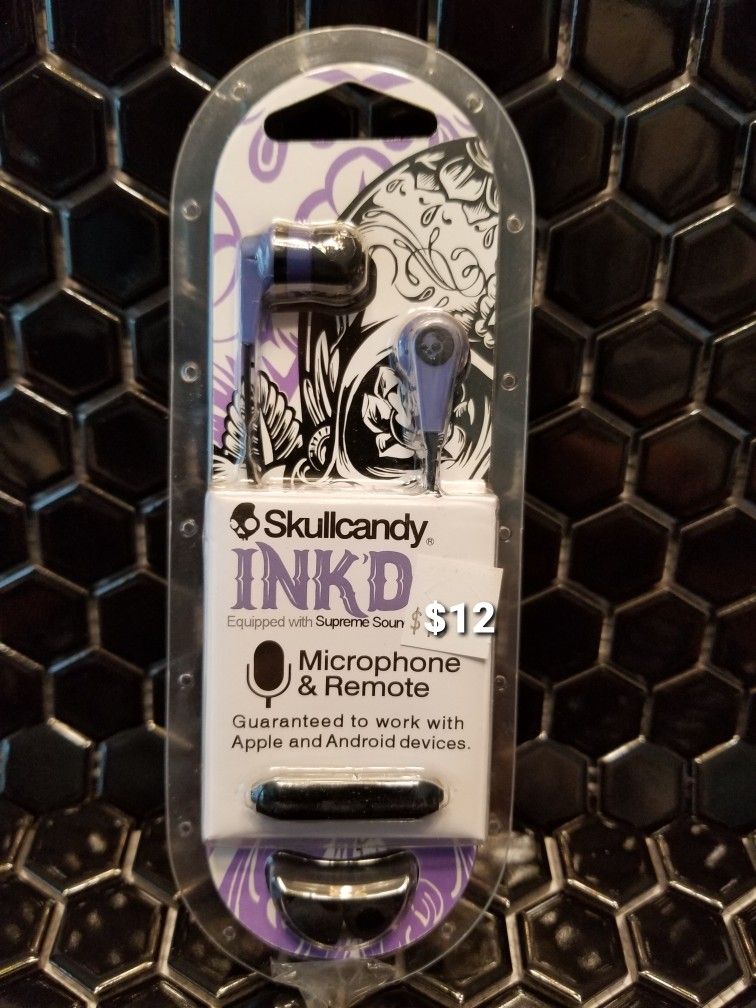 Skullcandy®
INK'D
Equipped with Supreme Soun
$12
Microphone
& Remote
Guaranteed to work with
Apple and Android devices.